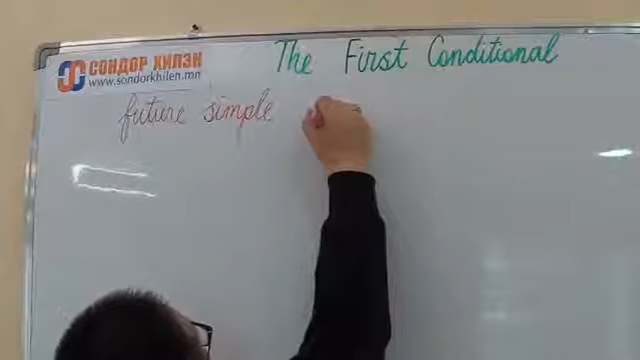 The First Conditional
СОНДОР ХИЛЭН
www.sondorkhilen.mn
future simple